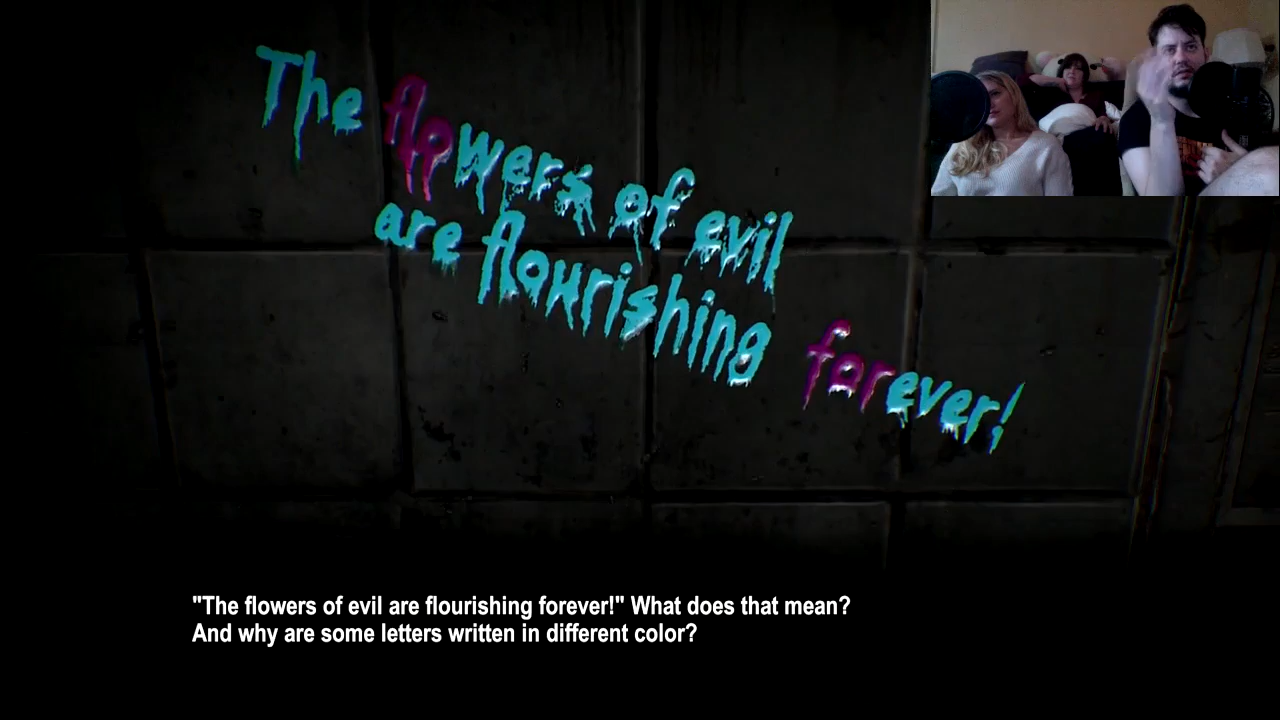 The flowers of evil
are flourishing forever!
"The flowers of evil are flourishing forever!" What does that mean?
And why are some letters written in different color?